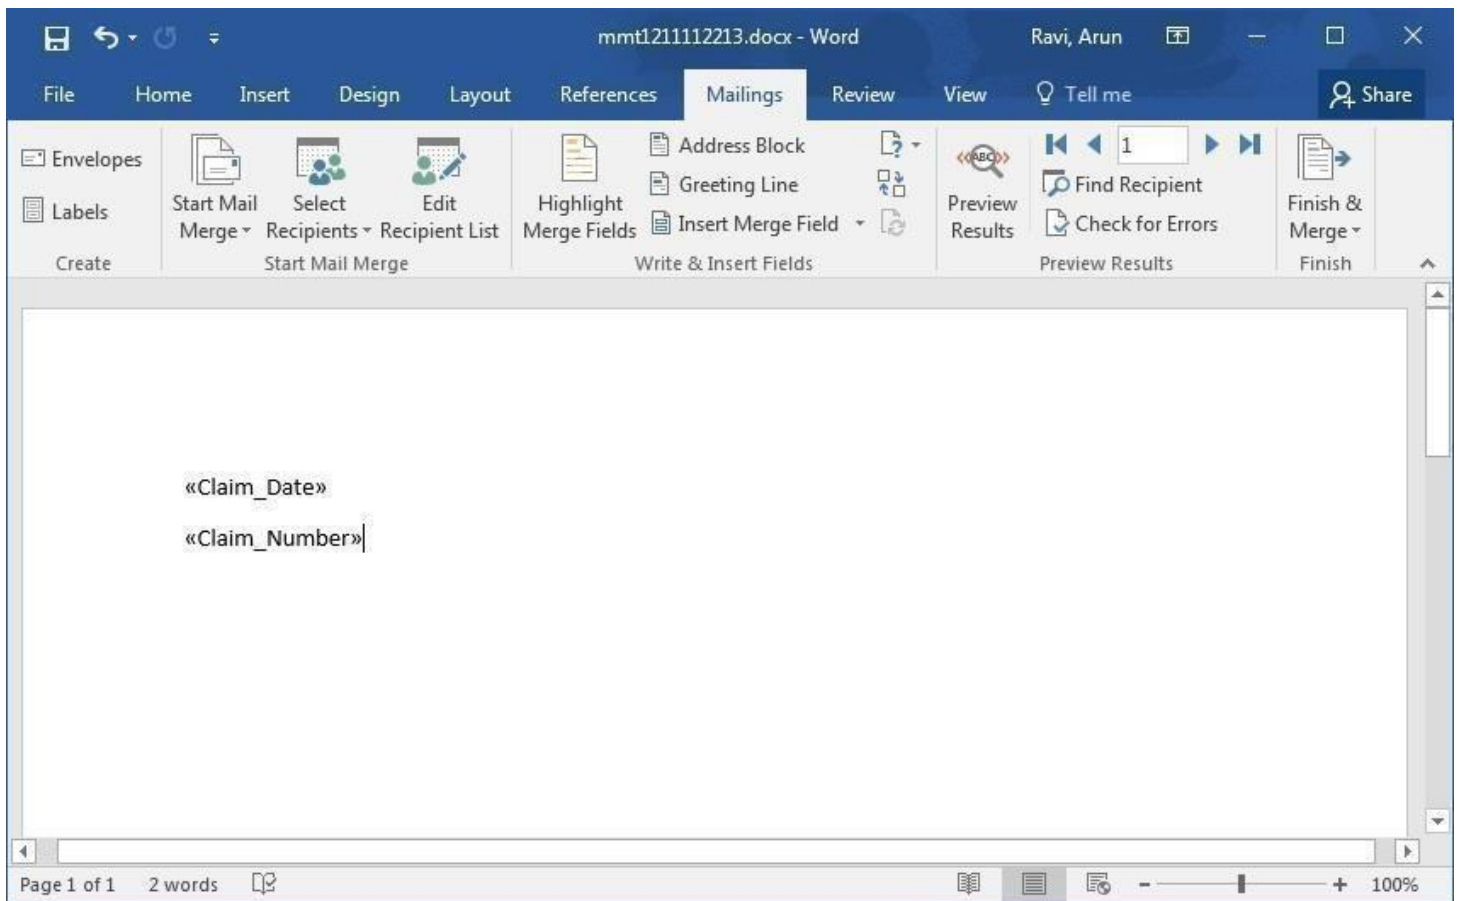 mmt1211112213.docx - Word
Ravi, Arun
File Home Insert Design Layout References Mailings Review View Tell me Share
Envelopes
Labels
Create
Start Mail
Merge
Select
Recipients
Edit
Recipient List
Start Mail Merge
Highlight
Merge Fields
Address Block
Greeting Line
Insert Merge Field
Write & Insert Fields
«ABC»
Preview
Results
1
Find Recipient
Check for Errors
Preview Results
Finish &
Merge
Finish
«Claim_Date»
«Claim_Number»
Page 1 of 1 2 words 100%